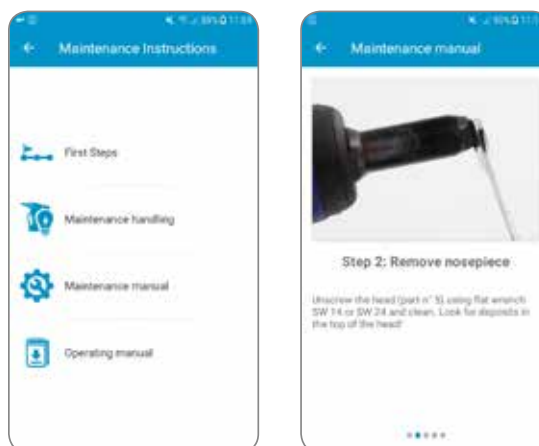 Maintenance Instructions
First Steps
Maintenance handling
Maintenance manual
Operating manual
Maintenance manual
Step 2: Remove nosepiece
Unscrew the head (part n° 5) using flat wrench
SW 14 or SW 24 and clean. Look for deposits in
the top of the head!